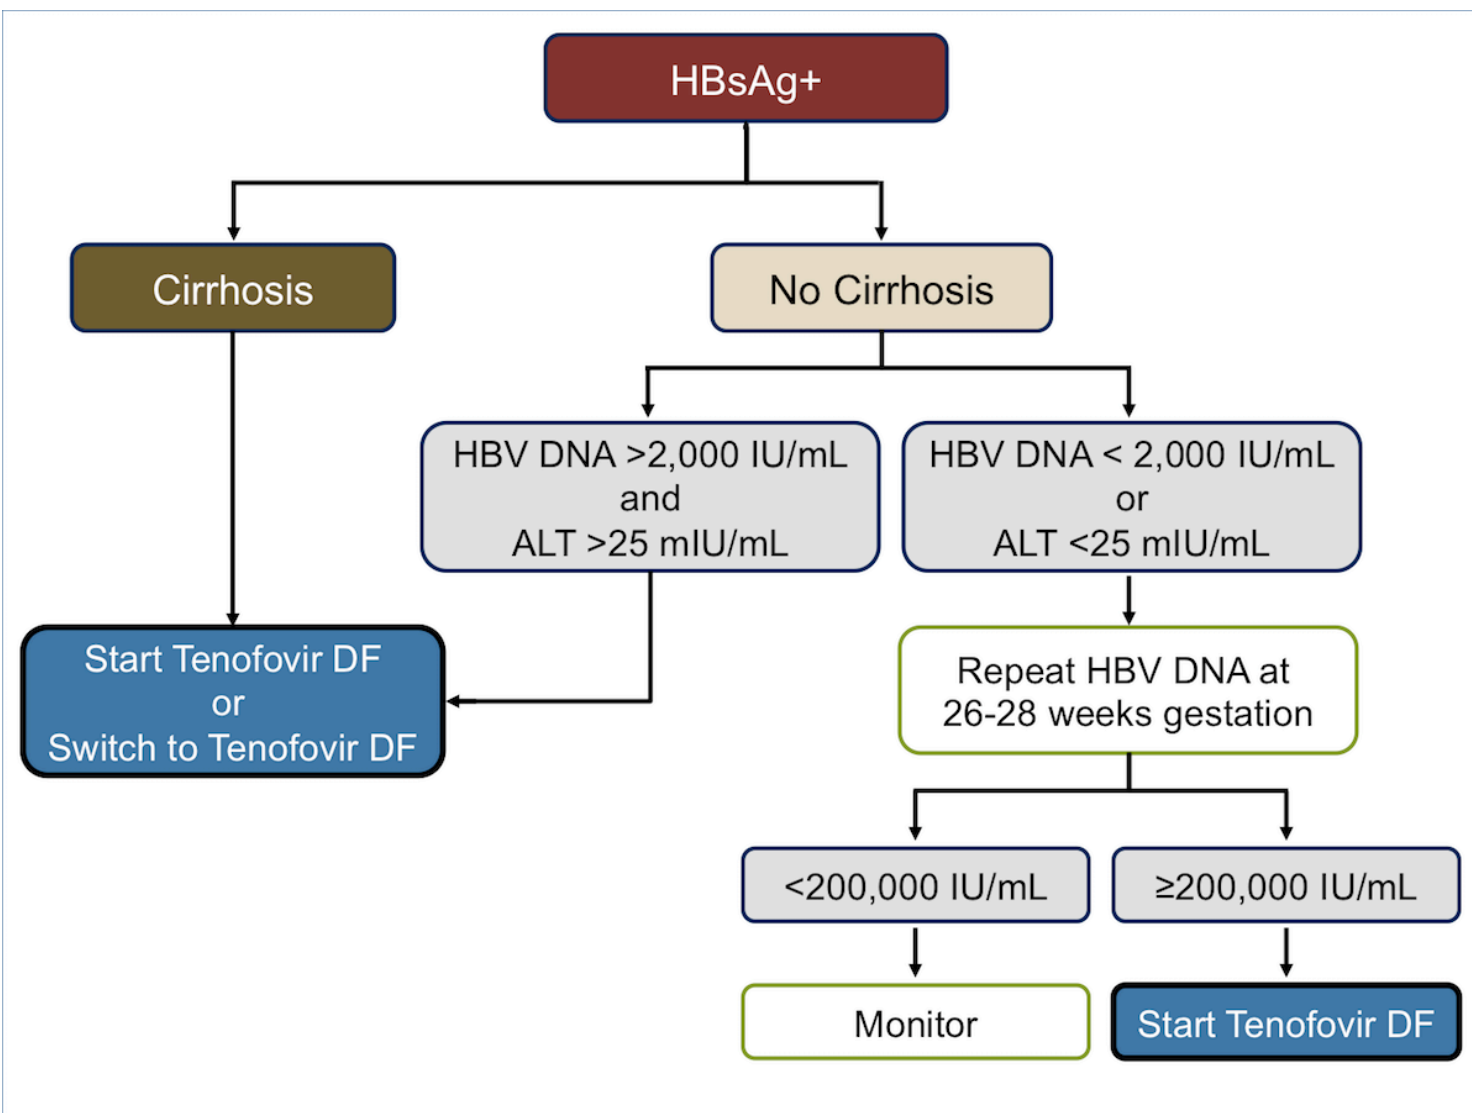 HBsAg+
Cirrhosis
No Cirrhosis
HBV DNA >2,000 IU/mL
and
ALT >25 mIU/mL
HBV DNA < 2,000 IU/mL
or
ALT <25 mIU/mL
Start Tenofovir DF
or
Switch to Tenofovir DF
Repeat HBV DNA at
26-28 weeks gestation
<200,000 IU/mL
≥200,000 IU/mL
Monitor
Start Tenofovir DF